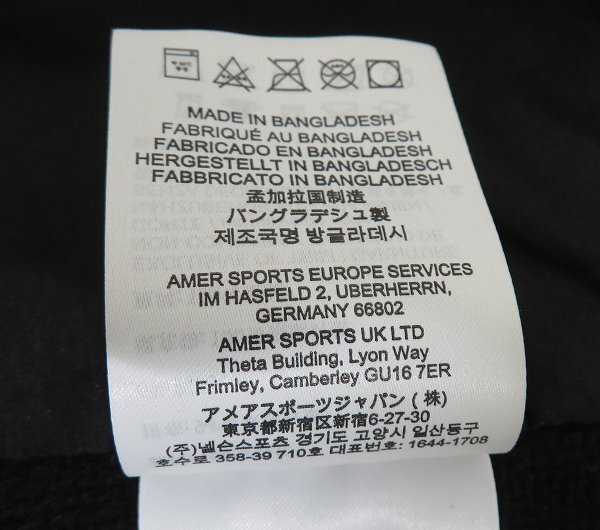 MADE IN BANGLADESH
FABRIQUÉ AU BANGLADESH
FABRICADO EN BANGLADESH
HERGESTELLT IN BANGLADESCH
FABBRICATO IN BANGLADESH
孟加拉国制造
バングラデシュ製
제조국명 방글라데시
AMER SPORTS EUROPE SERVICES
IM HASFELD 2, UBERHERRN,
GERMANY 66802
AMER SPORTS UK LTD
Theta Building, Lyon Way
Frimley, Camberley GU16 7ER
アメアスポーツジャパン (株)
東京都新宿区新宿6-27-30
(주)넬슨스포츠 경기도 고양시 일산동구
호수로 358-39 710호 대표번호: 1644-1708